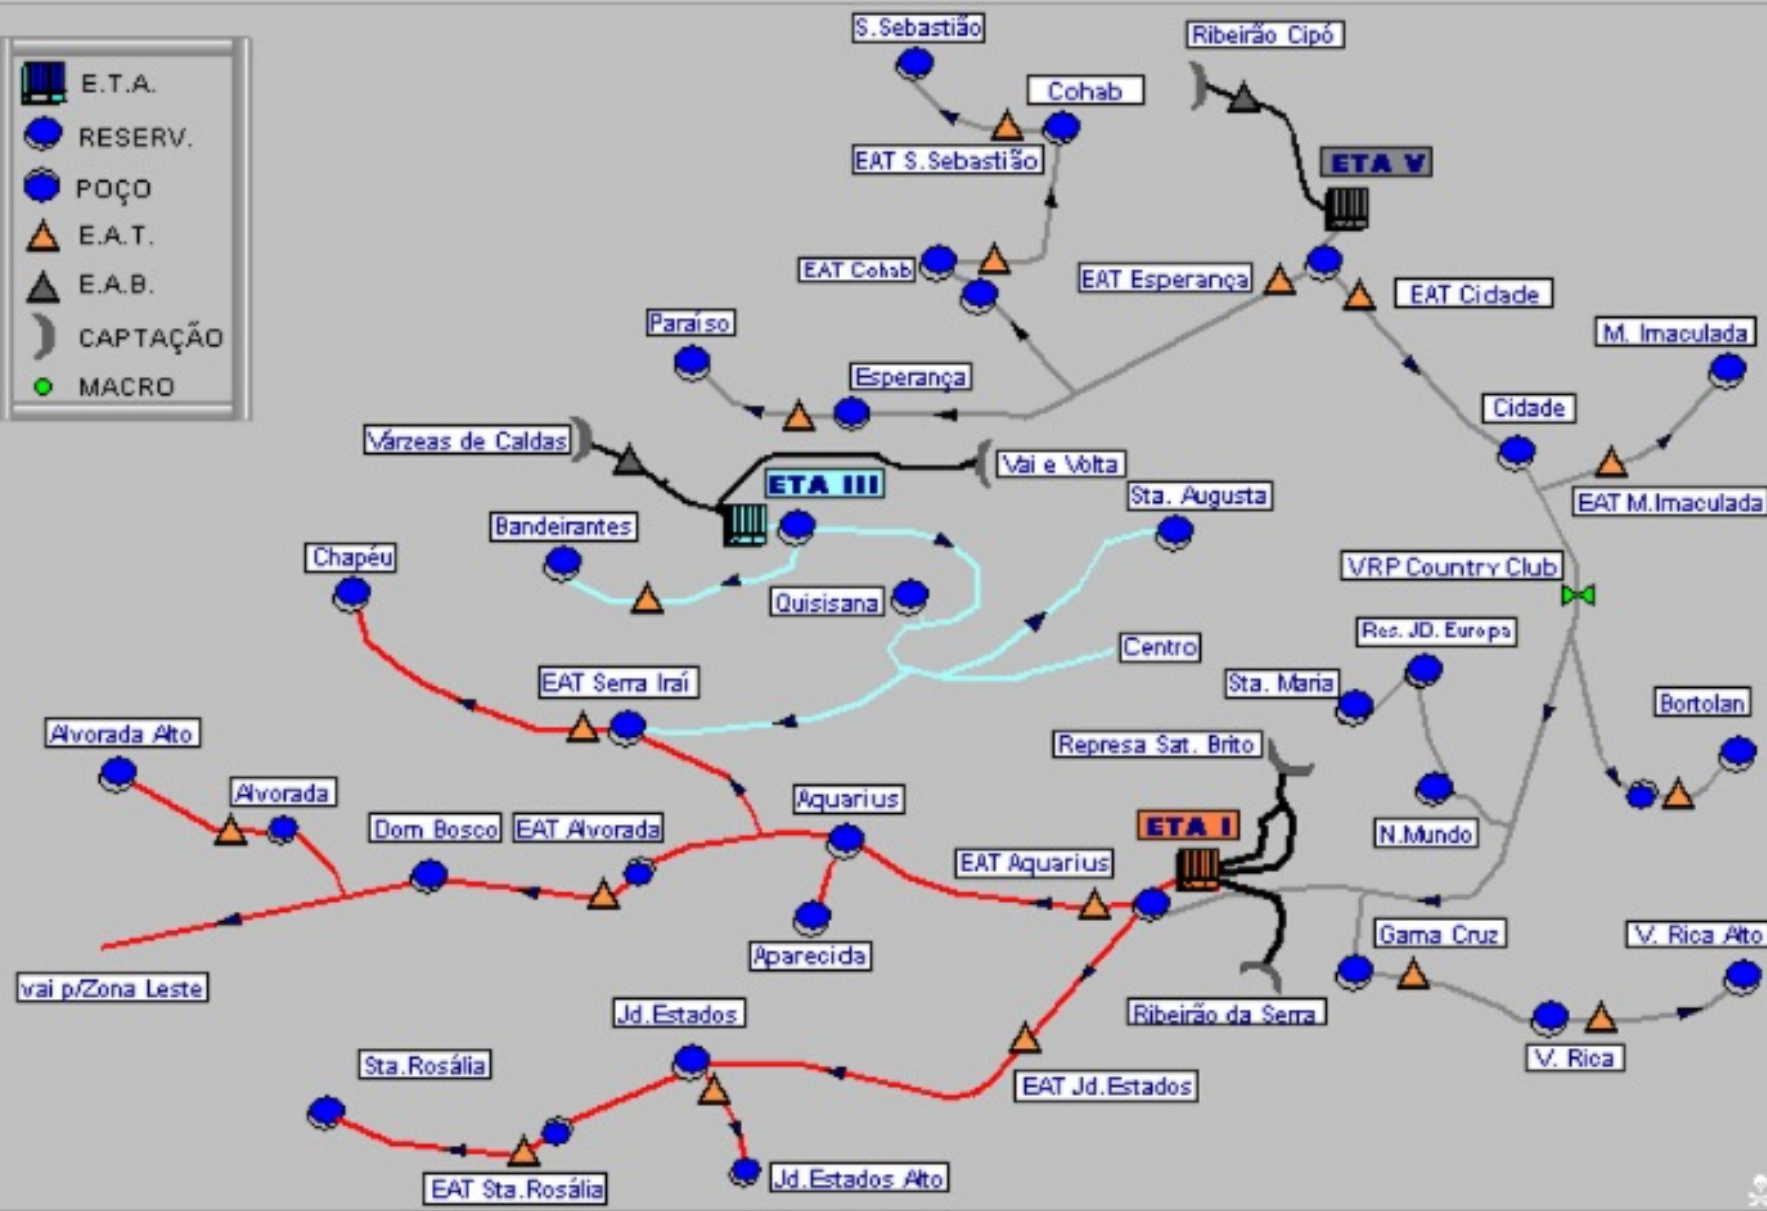 S.Sebastião
Ribeirão Cipó
E.T.A.
Cohab
RESERV.
EAT S.Sebastião
ETA V
POÇO
E.A.T.
EAT Cohab
EAT Esperança
E.A.B.
EAT Cidade
CAPTAÇÃO
Paraíso
M. Imaculada
MACRO
Esperança
Cidade
Várzeas de Caldas
Vai e Volta
ETA III
Sta. Augusta
EAT M.Imaculada
Bandeirantes
Chapéu
VRP Country Club
Quisisana
Res. JD. Europa
Centro
EAT Serra Iraí
Sta. Maria
Bortolan
Alvorada Alto
Represa Sat. Brito
Alvorada
Aquarius
Dom Bosco
EAT Alvorada
ETA I
N.Mundo
EAT Aquarius
Gama Cruz
V. Rica Alto
Aparecida
vai p/Zona Leste
Jd.Estados
Ribeirão da Serra
V. Rica
Sta.Rosália
EAT Jd.Estados
Jd.Estados Alto
EAT Sta.Rosália